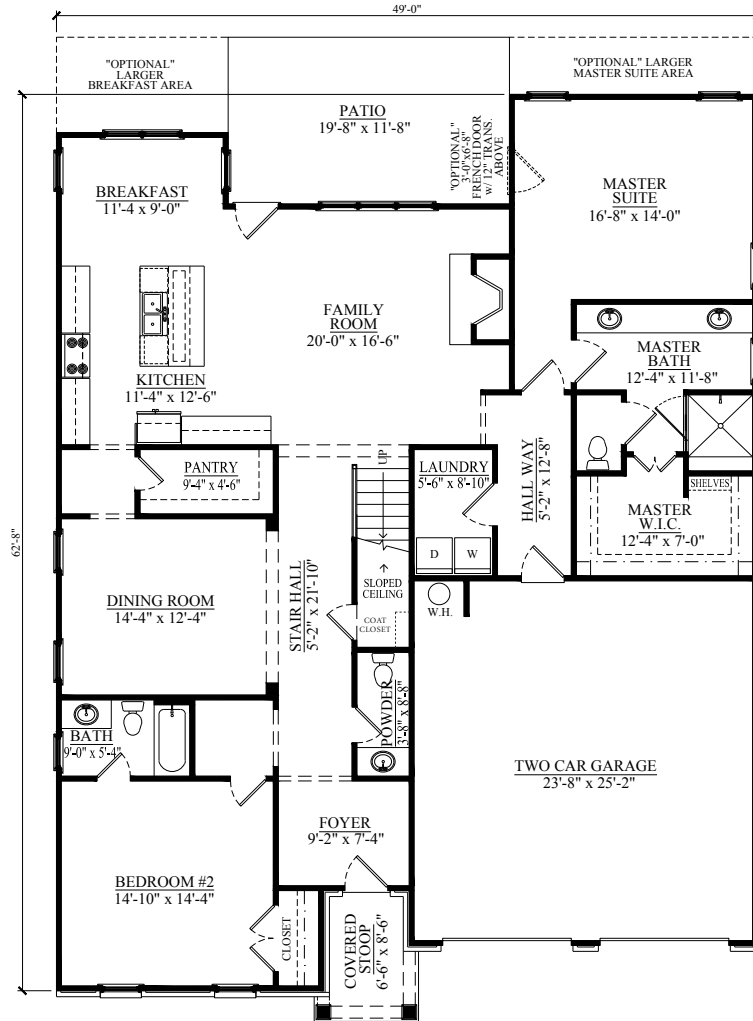 49'-0"
"OPTIONAL"
LARGER
BREAKFAST AREA
"OPTIONAL" LARGER
MASTER SUITE AREA
PATIO
19'-8" x 11'-8"
"OPTIONAL"
3'-0"x6'-8"
FRENCH DOOR
w/ 12" TRANS.
ABOVE
BREAKFAST
11'-4 x 9'-0"
MASTER
SUITE
16'-8" x 14'-0"
FAMILY
ROOM
20'-0" x 16'-6"
MASTER
BATH
12'-4" x 11'-8"
KITCHEN
11'-4" x 12'-6"
PANTRY
9'-4" x 4'-6"
UP
LAUNDRY
5'-6" x 8'-10"
HALL WAY
5'-2" x 12'-8"
SHELVES
MASTER
W.I.C.
12'-4" x 7'-0"
62'-8"
D
W
SLOPED
CEILING
W.H.
DINING ROOM
14'-4" x 12'-4"
STAIR HALL
5'-2" x 21'-10"
COAT
CLOSET
POWDER
3'-8" x 8'-8"
BATH
9'-0" x 5'-4"
TWO CAR GARAGE
23'-8" x 25'-2"
FOYER
9'-2" x 7'-4"
BEDROOM #2
14'-10" x 14'-4"
CLOSET
COVERED
STOOP
6'-6" x 8'-6"